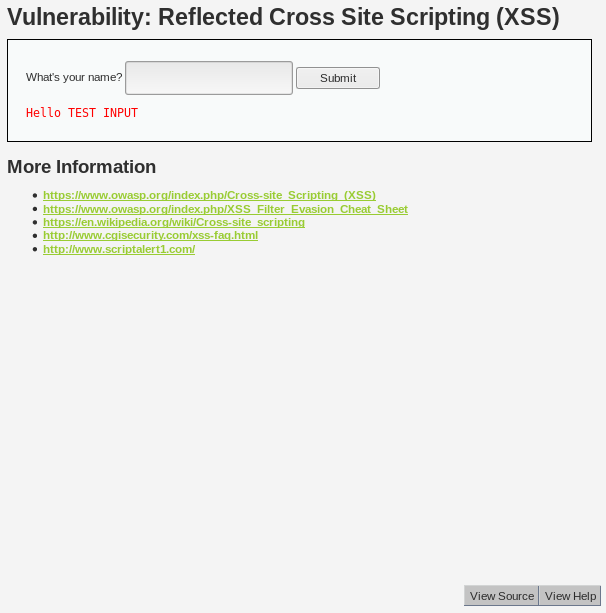 Vulnerability: Reflected Cross Site Scripting (XSS)
What's your name? Submit
Hello TEST INPUT
More Information
• https://www.owasp.org/index.php/Cross-site_Scripting_(XSS)
• https://www.owasp.org/index.php/XSS_Filter_Evasion_Cheat_Sheet
• https://en.wikipedia.org/wiki/Cross-site_scripting
• http://www.cgisecurity.com/xss-faq.html
• http://www.scriptalert1.com/
View Source View Help